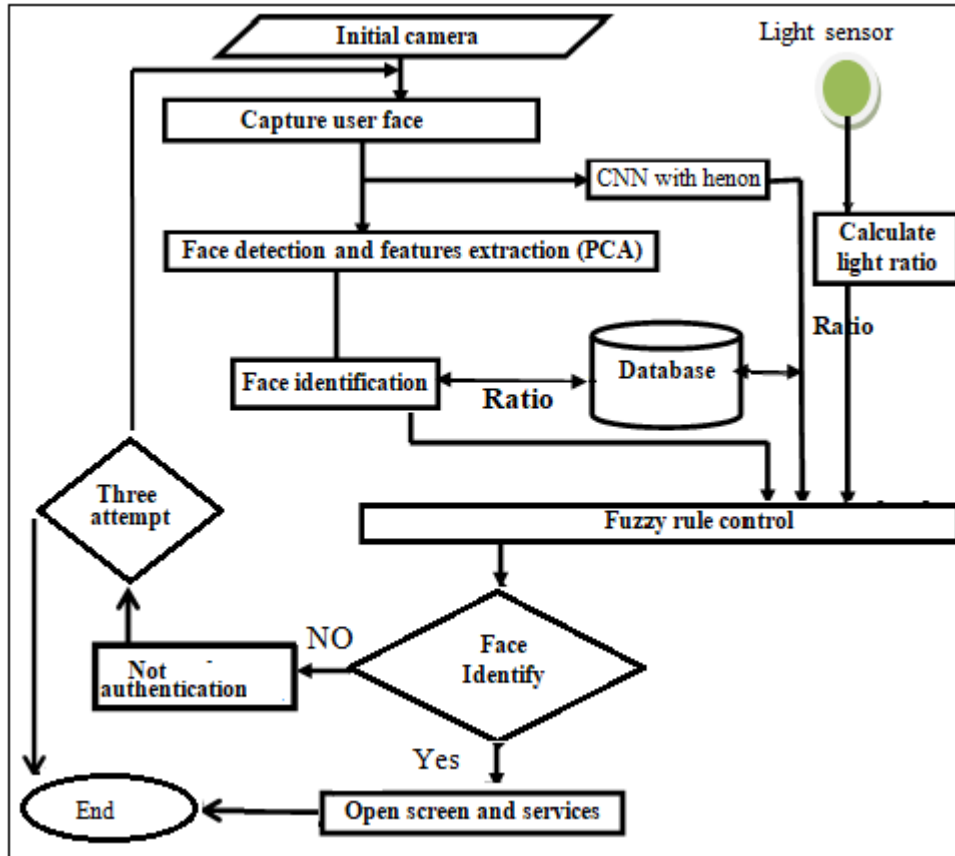 Initial camera
Light sensor
Capture user face
CNN with henon
Face detection and features extraction (PCA)
Calculate
light ratio
Ratio
Database
Face identification
Ratio
Three
attempt
Fuzzy rule control
NO
Face
Identify
Not
authentication
Yes
End
Open screen and services